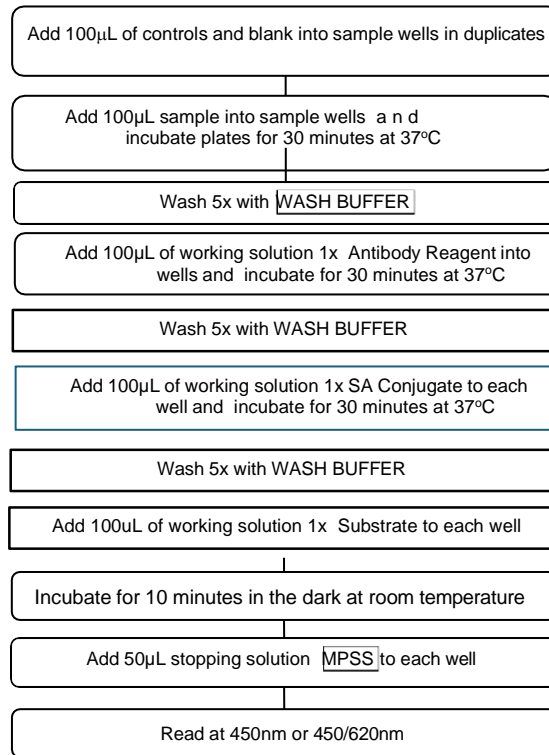 Add 100μL of controls and blank into sample wells in duplicates
Add 100µL sample into sample wells a n d
incubate plates for 30 minutes at 37oC
Wash 5x with WASH BUFFER
Add 100µL of working solution 1x Antibody Reagent into
wells and incubate for 30 minutes at 37oC
Wash 5x with WASH BUFFER
Add 100µL of working solution 1x SA Conjugate to each
well and incubate for 30 minutes at 37oC
Wash 5x with WASH BUFFER
Add 100uL of working solution 1x Substrate to each well
Incubate for 10 minutes in the dark at room temperature
Add 50µL stopping solution MPSS to each well
Read at 450nm or 450/620nm